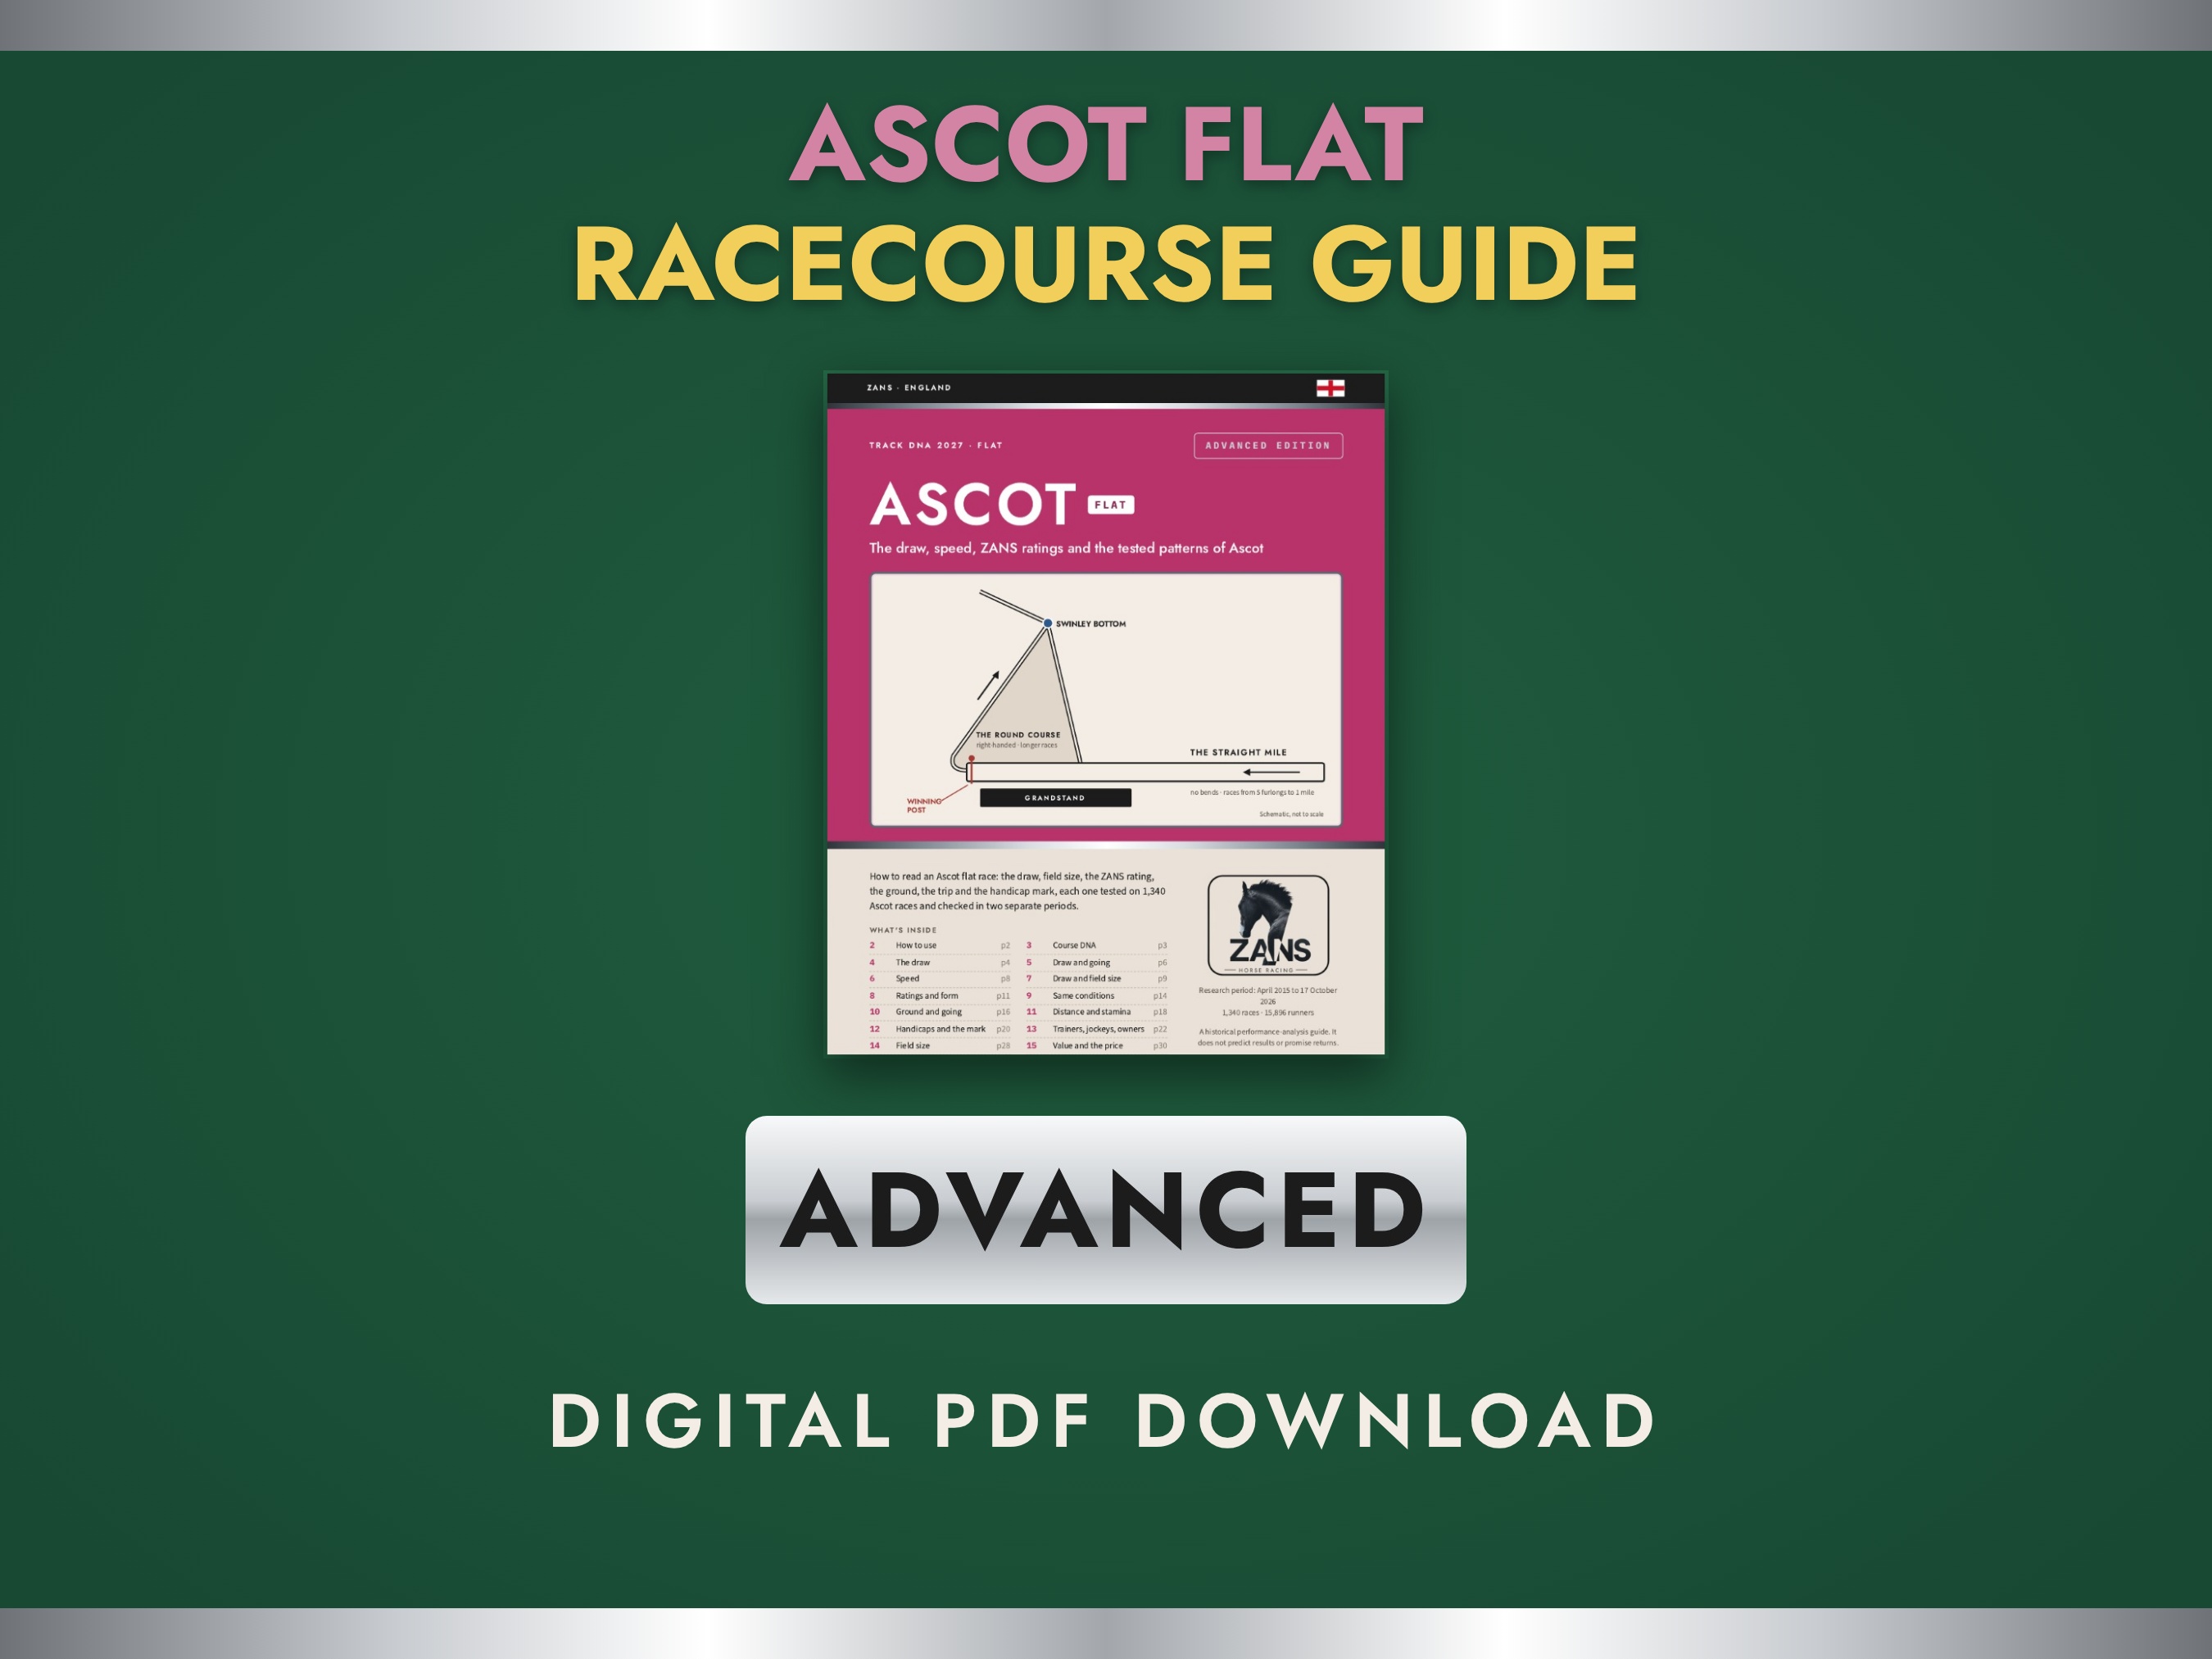 ASCOT FLAT
RACECOURSE GUIDE
ZANS · ENGLAND
TRACK DNA 2027 · FLAT
ADVANCED EDITION
ASCOT FLAT
The draw, speed, ZANS ratings and the tested patterns of Ascot
SWINLEY BOTTOM
THE ROUND COURSE
right-handed · longer races
THE STRAIGHT MILE
WINNING
POST
GRANDSTAND
no bends · races from 5 furlongs to 1 mile
Schematic, not to scale
How to read an Ascot flat race: the draw, field size, the ZANS rating,
the ground, the trip and the handicap mark, each one tested on 1,340
Ascot races and checked in two separate periods.
WHAT'S INSIDE
2 How to use p2 3 Course DNA p3
4 The draw p4 5 Draw and going p6
6 Speed p8 7 Draw and field size p9
8 Ratings and form p11 9 Same conditions p14
10 Ground and going p16 11 Distance and stamina p18
12 Handicaps and the mark p20 13 Trainers, jockeys, owners p22
14 Field size p28 15 Value and the price p30
ZANS
HORSE RACING
Research period: April 2015 to 17 October
2026
1,340 races · 15,896 runners
A historical performance-analysis guide. It
does not predict results or promise returns.
ADVANCED
DIGITAL PDF DOWNLOAD